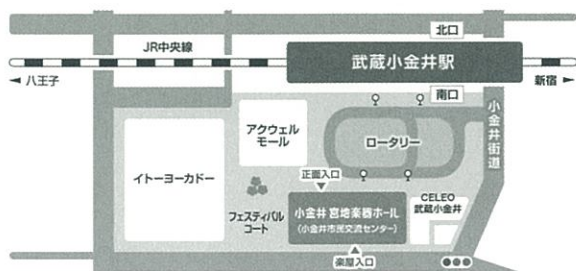 北口
JR中央線
武蔵小金井駅
八王子
新宿
南口
小金井街道
アクウェル
モール
ロータリー
イトーヨーカドー
正面入口
CELEO
武蔵小金井
フェスティバル
コート
小金井 宮地楽器ホール
(小金井市民交流センター)
楽屋入口